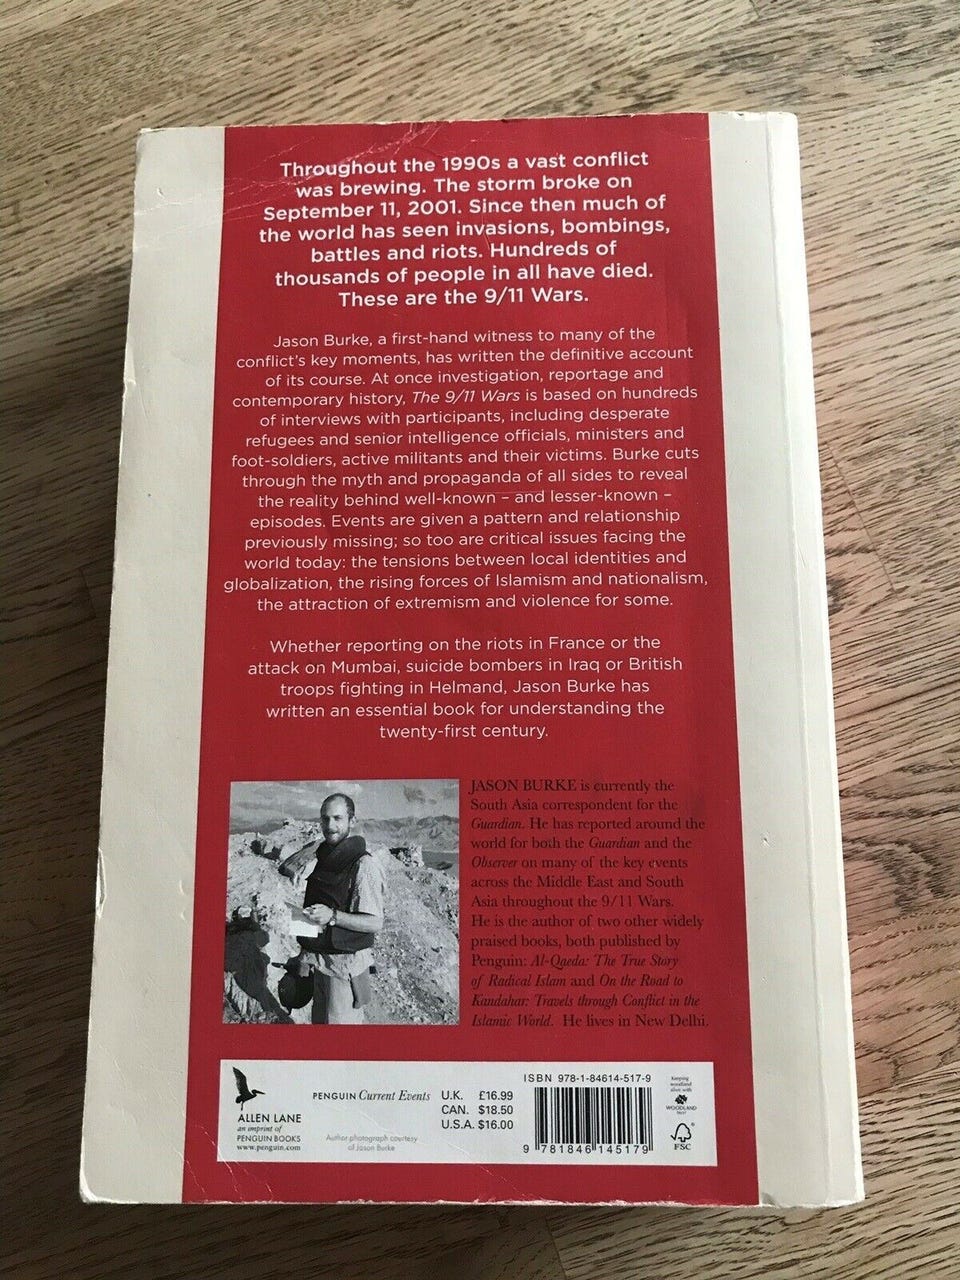 Throughout the 1990s a vast conflict
was brewing. The storm broke on
September 11, 2001. Since then much of
the world has seen invasions, bombings,
battles and riots. Hundreds of
thousands of people in all have died.
These are the 9/11 Wars.
Jason Burke, a first-hand witness to many of the
conflict's key moments, has written the definitive account
of its course. At once investigation, reportage and
contemporary history, The 9/11 Wars is based on hundreds
of interviews with participants, including desperate
refugees and senior intelligence officials, ministers and
foot-soldiers, active militants and their victims. Burke cuts
through the myth and propaganda of all sides to reveal
the reality behind well-known – and lesser-known –
episodes. Events are given a pattern and relationship
previously missing; so too are critical issues facing the
world today: the tensions between local identities and
globalization, the rising forces of Islamism and nationalism,
the attraction of extremism and violence for some.
Whether reporting on the riots in France or the
attack on Mumbai, suicide bombers in Iraq or British
troops fighting in Helmand, Jason Burke has
written an essential book for understanding the
twenty-first century.
JASON BURKE is currently the
South Asia correspondent for the
Guardian. He has reported around the
world for both the Guardian and the
Observer on many of the key events
across the Middle East and South
Asia throughout the 9/11 Wars.
He is the author of two other widely
praised books, both published by
Penguin: Al-Qaeda: The True Story
of Radical Islam and On the Road to
Kandahar: Travels through Conflict in the
Islamic World. He lives in New Delhi.
ALLEN LANE
an imprint of
PENGUIN BOOKS
www.penguin.com
PENGUIN Current Events
Author photograph courtesy
of Jason Burke
U.K. £16.99
CAN. $18.50
U.S.A. $16.00
ISBN 978-1-84614-517-9
9 781846 145179
Keeping
woodland
alive with
WOODLAND
TRUST
FSC